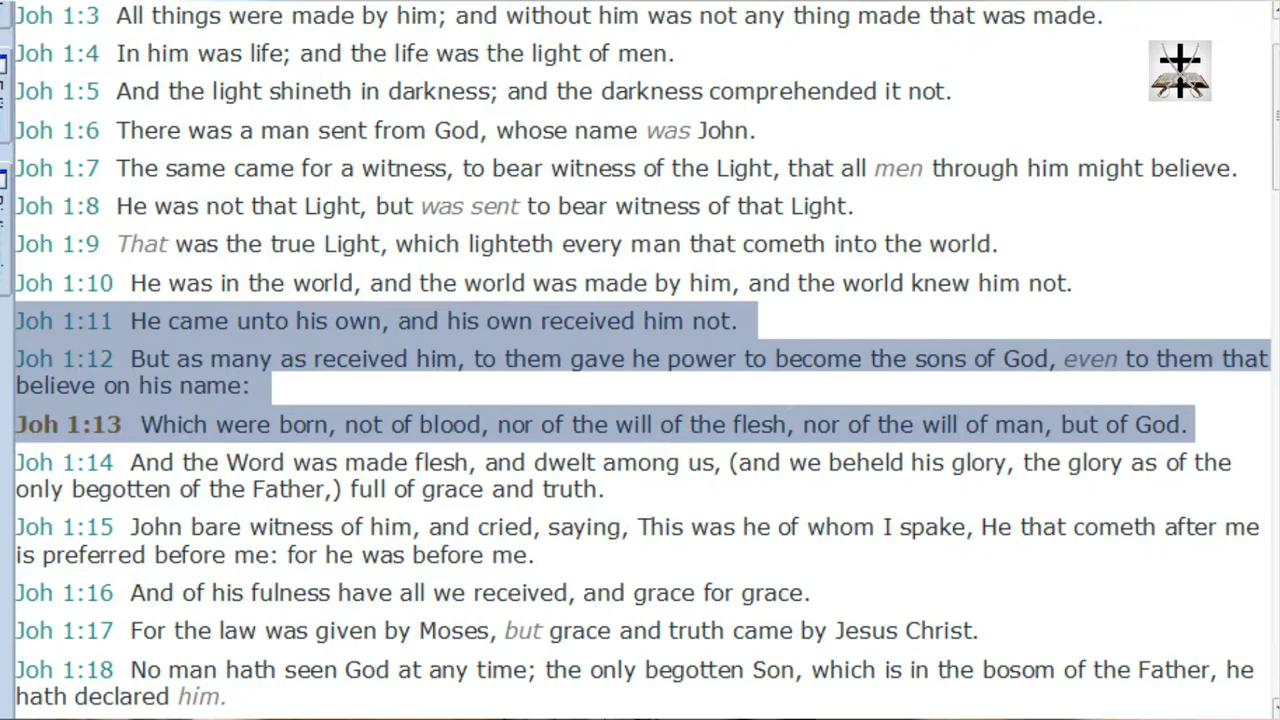 Joh 1:3 All things were made by him; and without him was not any thing made that was made.
Joh 1:4 In him was life; and the life was the light of men.
Joh 1:5 And the light shineth in darkness; and the darkness comprehended it not.
Joh 1:6 There was a man sent from God, whose name was John.
Joh 1:7 The same came for a witness, to bear witness of the Light, that all men through him might believe.
Joh 1:8 He was not that Light, but was sent to bear witness of that Light.
Joh 1:9 That was the true Light, which lighteth every man that cometh into the world.
Joh 1:10 He was in the world, and the world was made by him, and the world knew him not.
Joh 1:11 He came unto his own, and his own received him not.
Joh 1:12 But as many as received him, to them gave he power to become the sons of God, even to them that
believe on his name:
Joh 1:13 Which were born, not of blood, nor of the will of the flesh, nor of the will of man, but of God.
Joh 1:14 And the Word was made flesh, and dwelt among us, (and we beheld his glory, the glory as of the
only begotten of the Father,) full of grace and truth.
Joh 1:15 John bare witness of him, and cried, saying, This was he of whom I spake, He that cometh after me
is preferred before me: for he was before me.
Joh 1:16 And of his fulness have all we received, and grace for grace.
Joh 1:17 For the law was given by Moses, but grace and truth came by Jesus Christ.
Joh 1:18 No man hath seen God at any time; the only begotten Son, which is in the bosom of the Father, he
hath declared him.